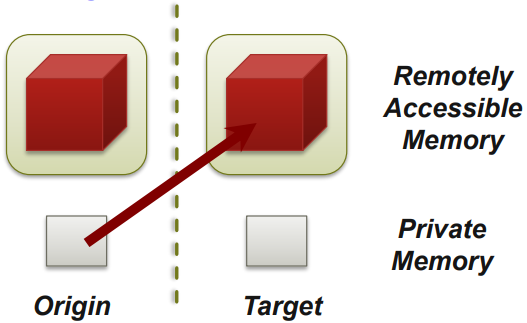 Remotely
Accessible
Memory
Private
Memory
Origin
Target